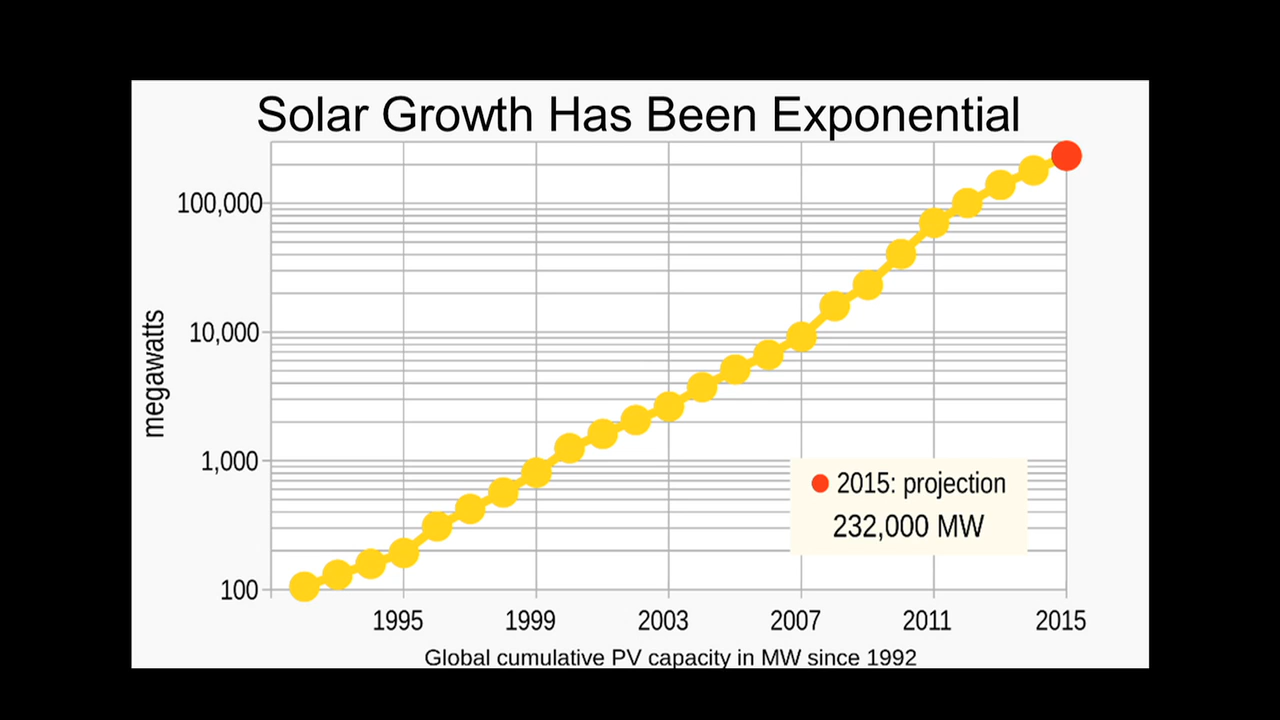 Solar Growth Has Been Exponential
100,000
10,000
megawatts
1,000
100
2015: projection
232,000 MW
1995 1999 2003 2007 2011 2015
Global cumulative PV capacity in MW since 1992